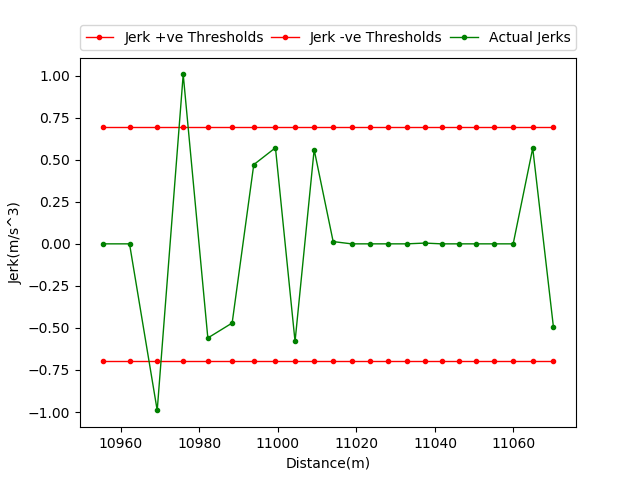 Jerk +ve Thresholds Jerk -ve Thresholds Actual Jerks
1.00
0.75
0.50
0.25
0.00
−0.25
−0.50
−0.75
−1.00
Jerk(m/s^3)
10960 10980 11000 11020 11040 11060
Distance(m)